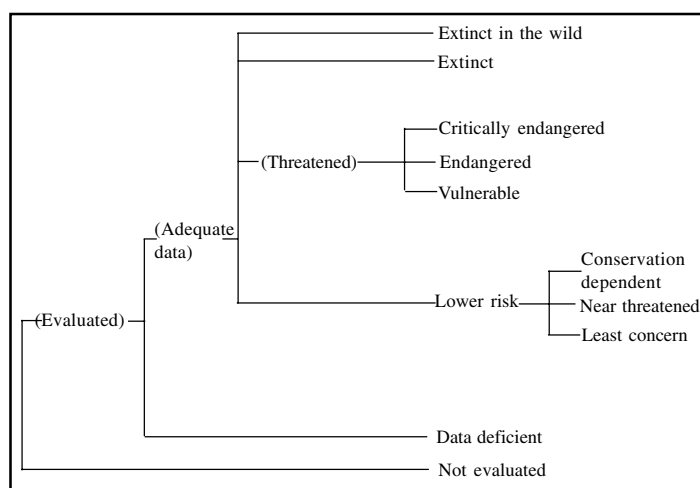 Extinct in the wild
Extinct
Critically endangered
(Threatened)
Endangered
Vulnerable
(Adequate
data)
Conservation
dependent
Lower risk
Near threatened
(Evaluated)
Least concern
Data deficient
Not evaluated